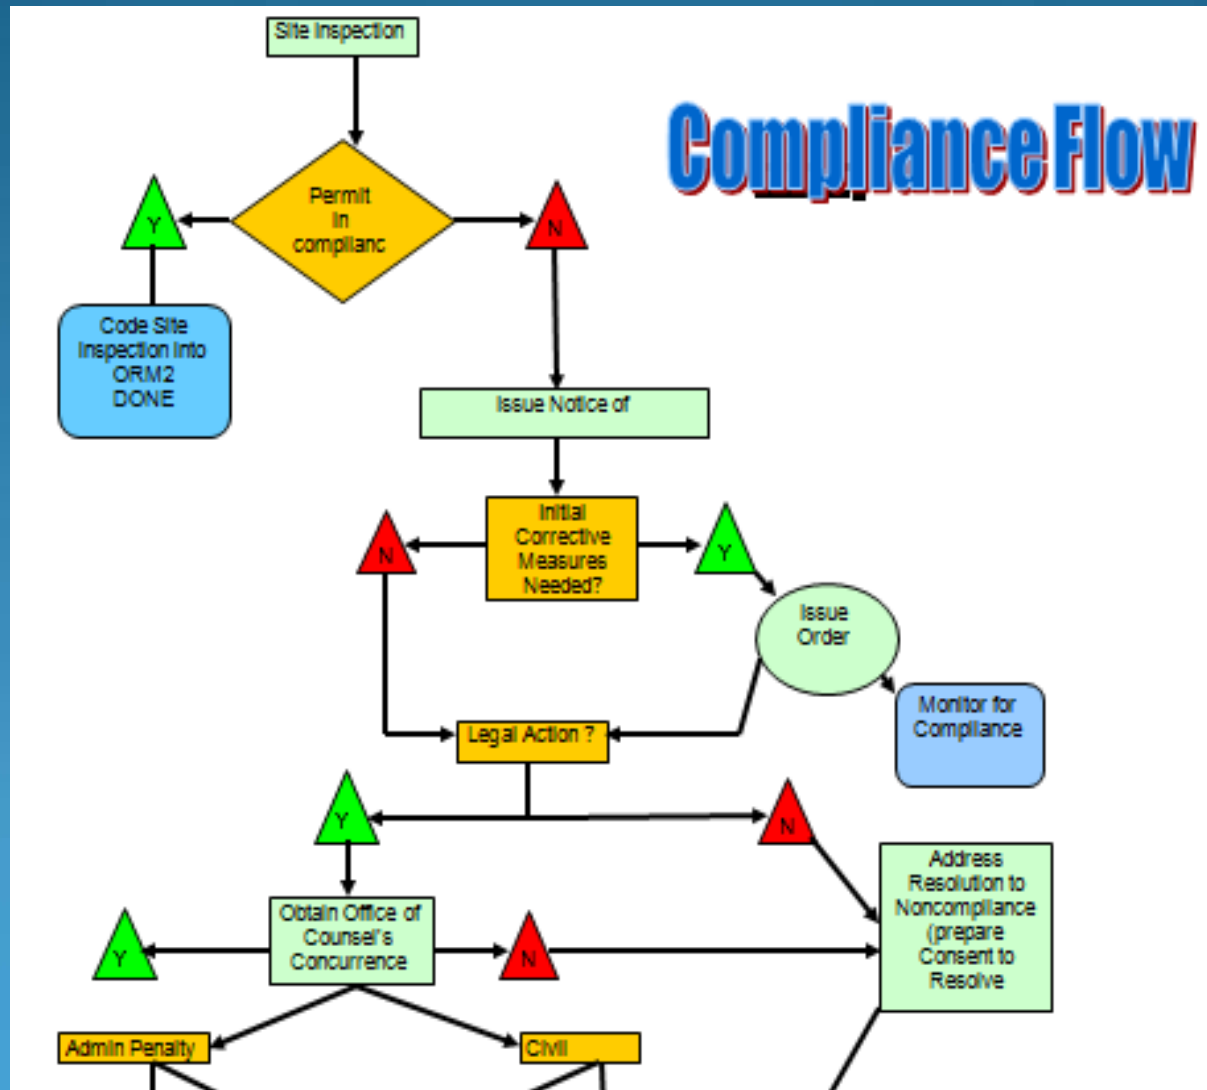 Site Inspection
Compliance Flow
Permit
in
complianc
Y
N
Code Site
Inspection into
ORM2
DONE
Issue Notice of
Initial
Corrective
Measures
Needed?
N
Y
Issue
Order
Monitor for
Compliance
Legal Action ?
Y
N
Address
Resolution to
Noncompliance
(prepare
Consent to
Resolve
Obtain Office of
Counsel's
Concurrence
Y
N
Admin Penalty
Civil